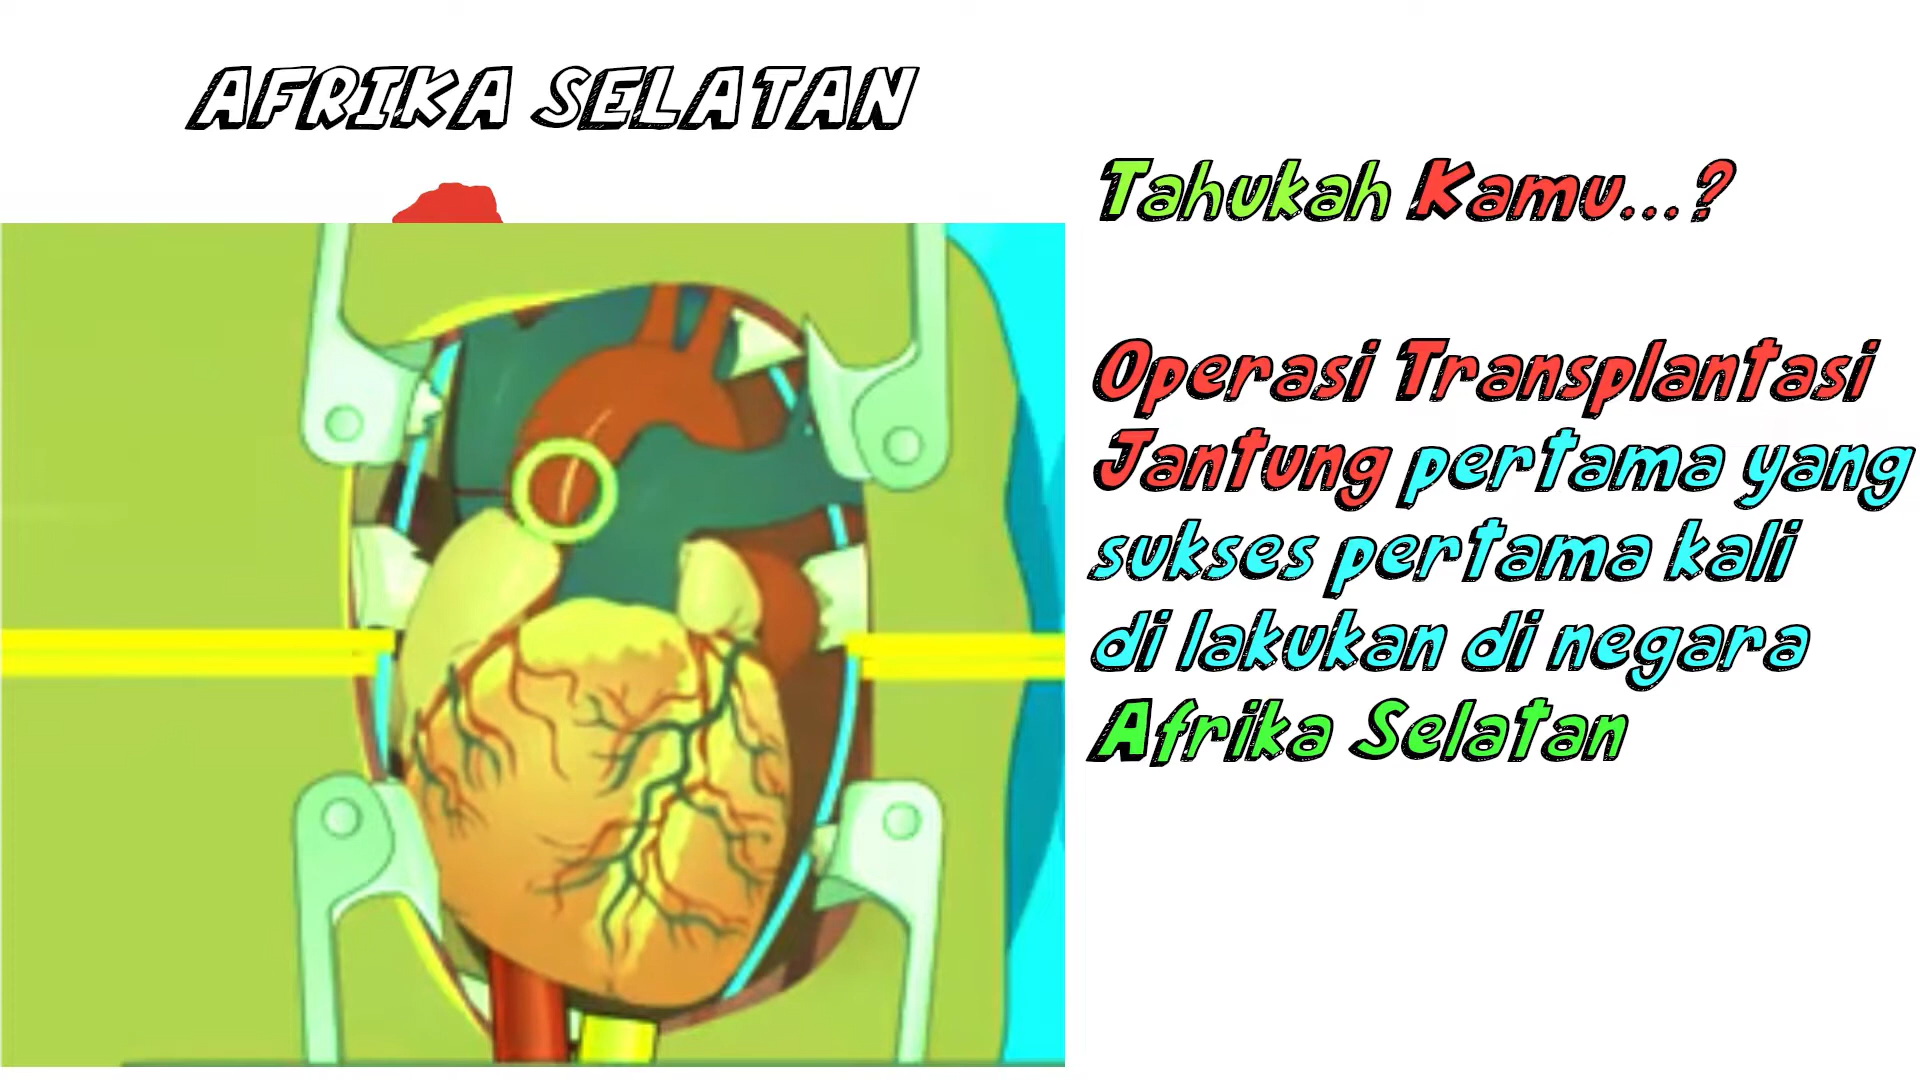 AFRIKA SELATAN
Tahukah Kamu...?
Operasi Transplantasi
Jantung pertama yang
sukses pertama kali
di lakukan di negara
Afrika Selatan